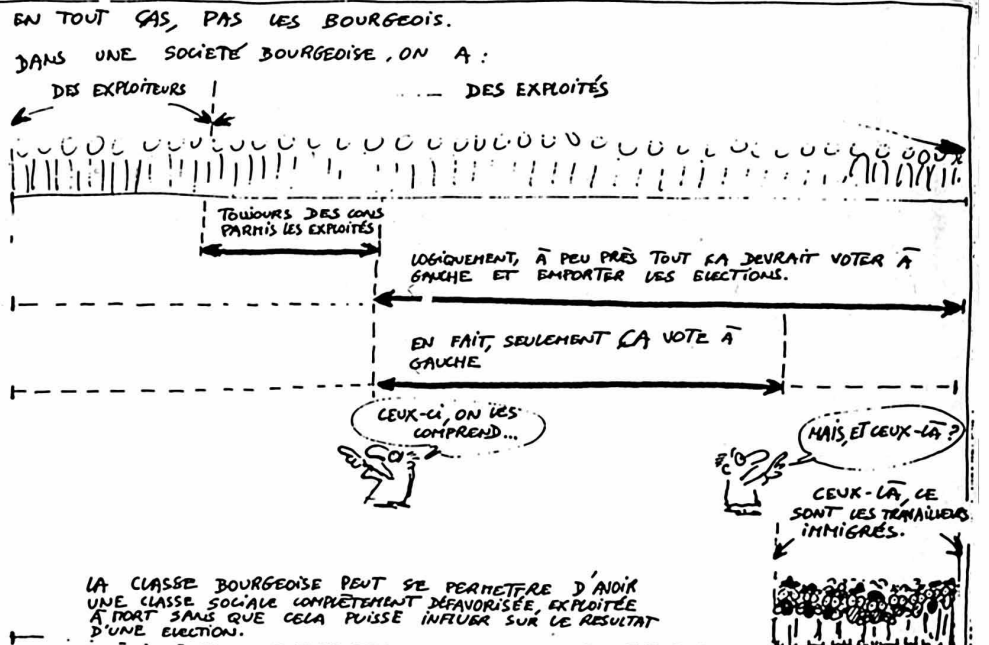 EN TOUT ÇAS, PAS LES BOURGEOIS.
DANS UNE SOCIETÉ BOURGEOISE, ON A :
DES EXPLOITEURS
DES EXPLOITÉS
TOUJOURS DES CONS
PARMIS LES EXPLOITÉS
LOGIQUEMENT, À PEU PRÈS TOUT ÇA DEVRAIT VOTER À
GAUCHE ET EMPORTER LES ELECTIONS.
EN FAIT, SEULEMENT ÇA VOTE À
GAUCHE
CEUX-CI, ON LES
COMPREND...
MAIS, ET CEUX-LÀ ?
CEUX-LÀ, CE
SONT LES TRAVAILLEURS
IMMIGRÉS.
LA CLASSE BOURGEOISE PEUT SE PERMETTRE D'AVOIR
UNE CLASSE SOCIALE COMPLÈTEMENT DÉFAVORISÉE, EXPLOITÉE
À MORT SANS QUE CELA PUISSE INFLUER SUR LE RESULTAT
D'UNE ELECTION.